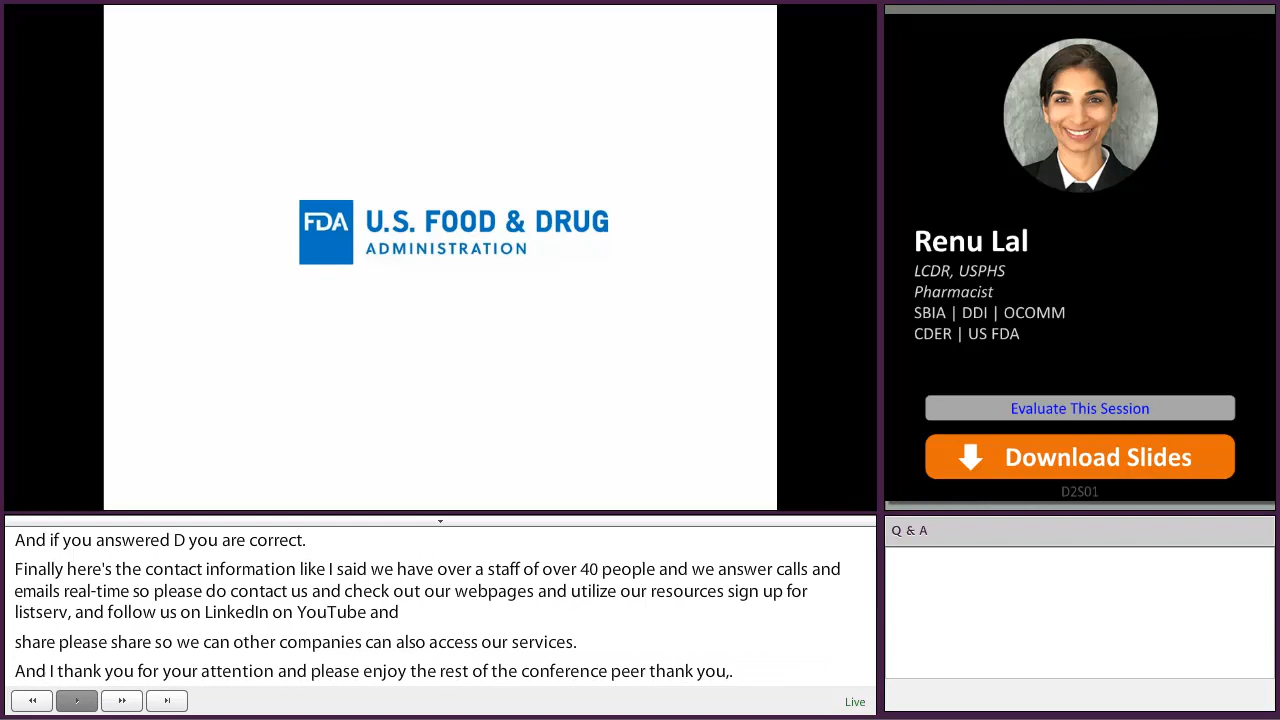 FDA
U.S. FOOD & DRUG
ADMINISTRATION
Renu Lal
LCDR, USPHS
Pharmacist
SBIA | DDI | OCOMM
CDER | US FDA
Evaluate This Session
Download Slides
D2S01
And if you answered D you are correct.
Finally here's the contact information like I said we have over a staff of over 40 people and we answer calls and
emails real-time so please do contact us and check out our webpages and utilize our resources sign up for
listserv, and follow us on LinkedIn on YouTube and
share please share so we can other companies can also access our services.
And I thank you for your attention and please enjoy the rest of the conference peer thank you,.
Live
Q & A